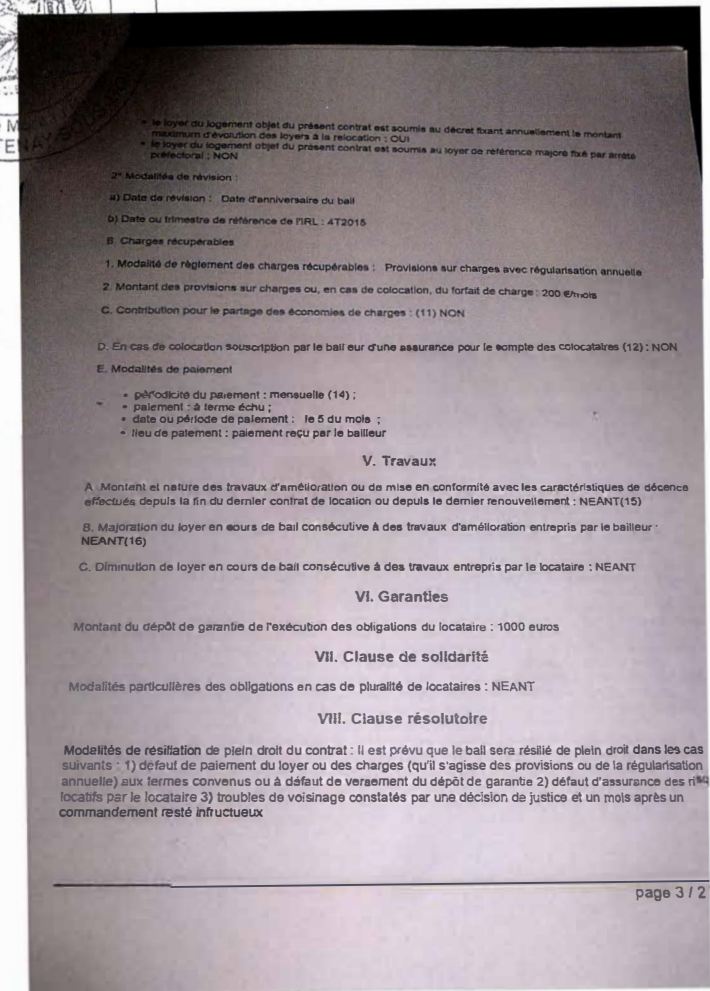 • le loyer du logement objet du présent contrat est soumis au décret fixant annuellement le montant
maximum d'évolution des loyers à la relocation : OUI
• le loyer du logement objet du présent contrat est soumis au loyer de référence majoré fixé par arrêté
préfectoral : NON
2° Modalités de révision :
a) Date de révision : Date d'anniversaire du bail
b) Date ou trimestre de référence de l'IRL : 4T2015
B. Charges récupérables
1. Modalité de règlement des charges récupérables : Provisions sur charges avec régularisation annuelle
2. Montant des provisions sur charges ou, en cas de colocation, du forfait de charge : 200 €/mois
C. Contribution pour le partage des économies de charges : (11) NON
D. En cas de colocation souscription par le bailleur d'une assurance pour le compte des colocataires (12) : NON
E. Modalités de paiement
• périodicité du paiement : mensuelle (14) ;
• paiement : à terme échu ;
• date ou période de paiement : le 5 du mois ;
• lieu de paiement : paiement reçu par le bailleur
V. Travaux
A. Montant et nature des travaux d'amélioration ou de mise en conformité avec les caractéristiques de décence
effectués depuis la fin du dernier contrat de location ou depuis le dernier renouvellement : NEANT(15)
B. Majoration du loyer en cours de bail consécutive à des travaux d'amélioration entrepris par le bailleur :
NEANT(16)
C. Diminution de loyer en cours de bail consécutive à des travaux entrepris par le locataire : NEANT
VI. Garanties
Montant du dépôt de garantie de l'exécution des obligations du locataire : 1000 euros
VII. Clause de solidarité
Modalités particulières des obligations en cas de pluralité de locataires : NEANT
VIII. Clause résolutoire
Modalités de résiliation de plein droit du contrat : Il est prévu que le bail sera résilié de plein droit dans les cas
suivants : 1) défaut de paiement du loyer ou des charges (qu'il s'agisse des provisions ou de la régularisation
annuelle) aux termes convenus ou à défaut de versement du dépôt de garantie 2) défaut d'assurance des risq
locatifs par le locataire 3) troubles de voisinage constatés par une décision de justice et un mois après un
commandement resté infructueux
page 3 / 2